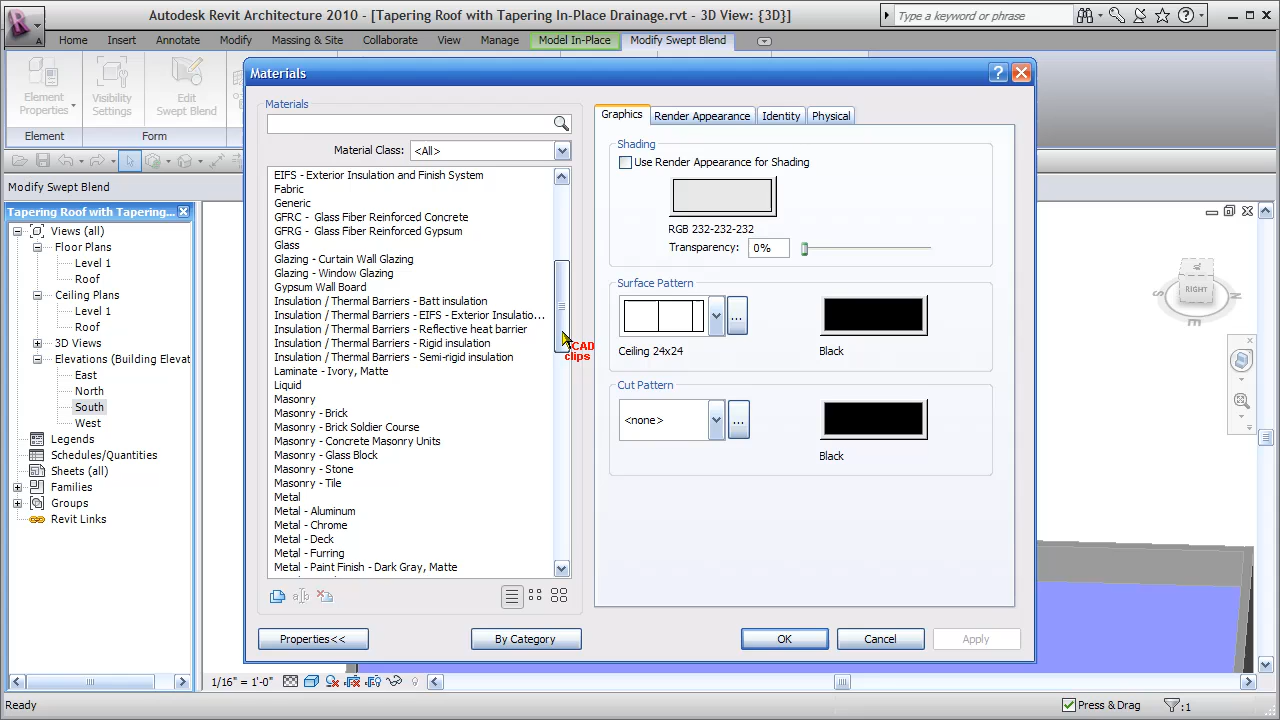 Autodesk Revit Architecture 2010 - [Tapering Roof with Tapering In-Place Drainage.rvt - 3D View: {3D}]
Type a keyword or phrase
Home Insert Annotate Modify Massing & Site Collaborate View Manage Model In-Place Modify Swept Blend
Element Properties
Visibility Settings
Edit Swept Blend
Element
Form
Modify Swept Blend
Tapering Roof with Tapering...
Views (all)
Floor Plans
Level 1
Roof
Ceiling Plans
Level 1
Roof
3D Views
Elevations (Building Elevat
East
North
South
West
Legends
Schedules/Quantities
Sheets (all)
Families
Groups
Revit Links
Materials
Materials
Material Class: <All>
EIFS - Exterior Insulation and Finish System
Fabric
Generic
GFRC - Glass Fiber Reinforced Concrete
GFRG - Glass Fiber Reinforced Gypsum
Glass
Glazing - Curtain Wall Glazing
Glazing - Window Glazing
Gypsum Wall Board
Insulation / Thermal Barriers - Batt insulation
Insulation / Thermal Barriers - EIFS - Exterior Insulatio...
Insulation / Thermal Barriers - Reflective heat barrier
Insulation / Thermal Barriers - Rigid insulation
Insulation / Thermal Barriers - Semi-rigid insulation
Laminate - Ivory, Matte
Liquid
Masonry
Masonry - Brick
Masonry - Brick Soldier Course
Masonry - Concrete Masonry Units
Masonry - Glass Block
Masonry - Stone
Masonry - Tile
Metal
Metal - Aluminum
Metal - Chrome
Metal - Deck
Metal - Furring
Metal - Paint Finish - Dark Gray, Matte
CAD
clips
Graphics Render Appearance Identity Physical
Shading
Use Render Appearance for Shading
RGB 232-232-232
Transparency: 0%
Surface Pattern
...
Ceiling 24x24
Black
Cut Pattern
<none>
...
Black
Properties<<
By Category
OK
Cancel
Apply
RIGHT
S
E
N
1/16" = 1'-0"
Ready
Press & Drag
:1